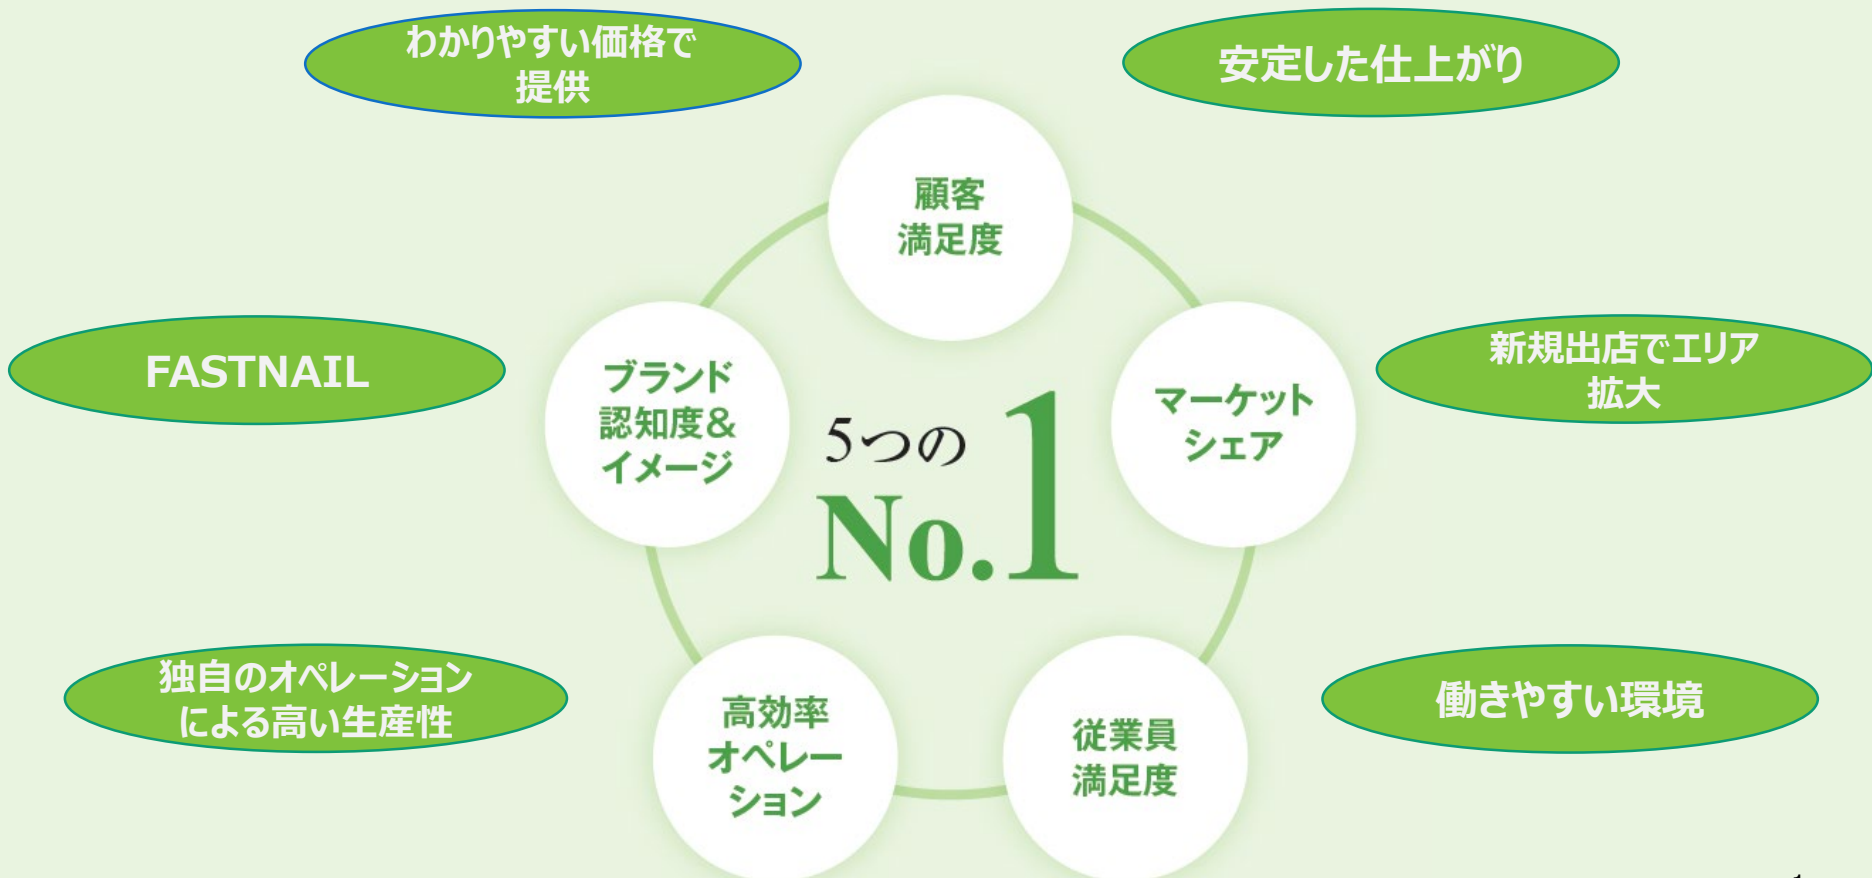 わかりやすい価格で
提供
安定した仕上がり
顧客
満足度
FASTNAIL
ブランド
認知度&
イメージ
5つの
No.1
マーケット
シェア
新規出店でエリア
拡大
独自のオペレーション
による高い生産性
高効率
オペレー
ション
従業員
満足度
働きやすい環境